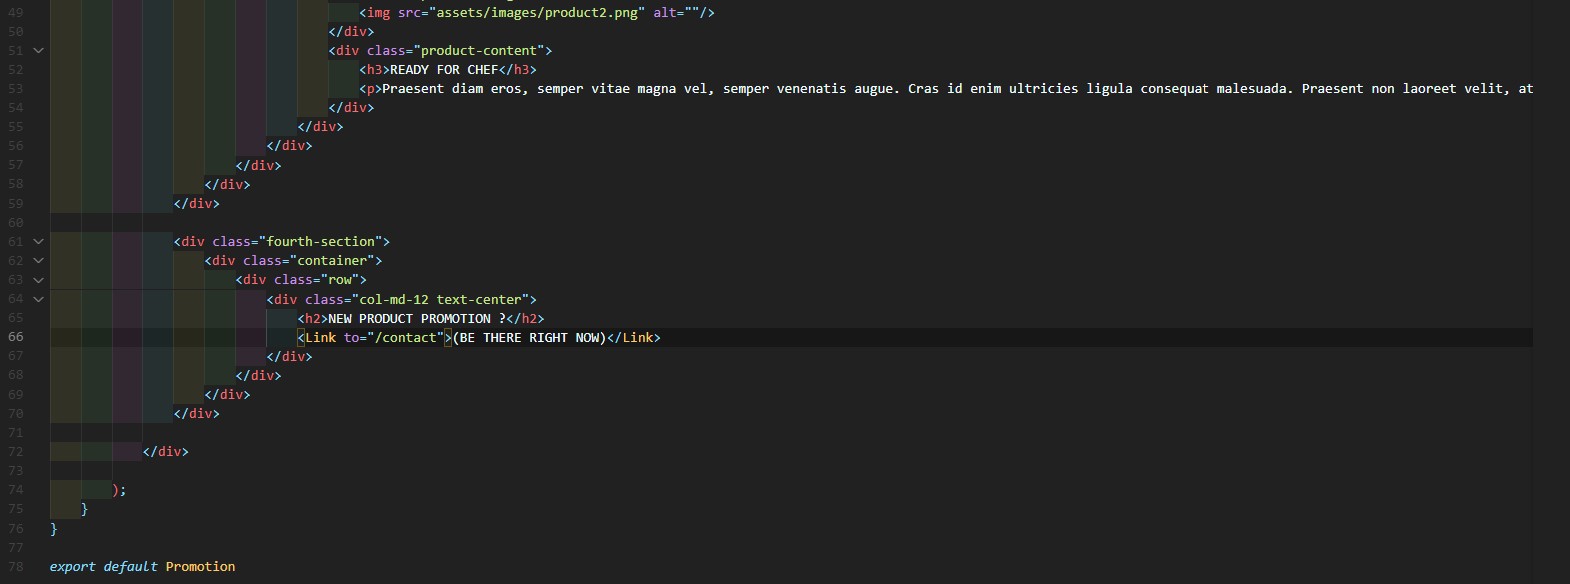 49 <img src="assets/images/product2.png" alt=""/>
50 </div>
51 <div class="product-content">
52 <h3>READY FOR CHEF</h3>
53 <p>Praesent diam eros, semper vitae magna vel, semper venenatis augue. Cras id enim ultricies ligula consequat malesuada. Praesent non laoreet velit, at
54 </div>
55 </div>
56 </div>
57 </div>
58 </div>
59 </div>
60
61 <div class="fourth-section">
62 <div class="container">
63 <div class="row">
64 <div class="col-md-12 text-center">
65 <h2>NEW PRODUCT PROMOTION ?</h2>
66 <Link to="/contact">(BE THERE RIGHT NOW)</Link>
67 </div>
68 </div>
69 </div>
70 </div>
71
72 </div>
73
74 );
75 }
76 }
77
78 export default Promotion